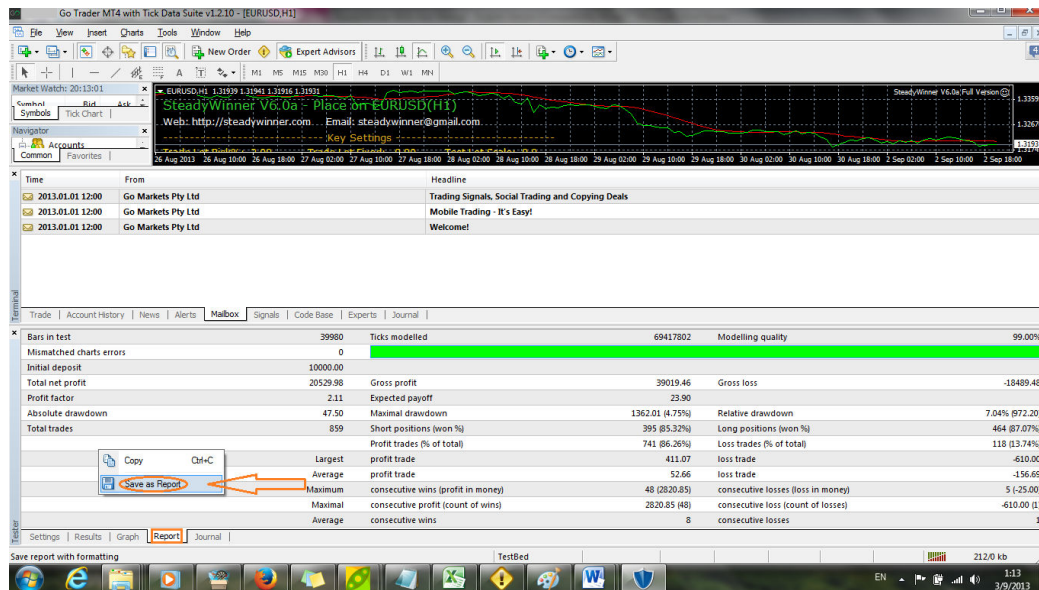 Go Trader MT4 with Tick Data Suite v1.2.10 - [EURUSD,H1]
File View Insert Charts Tools Window Help
New Order Expert Advisors
A T M1 M5 M15 M30 H1 H4 D1 W1 MN
Market Watch: 20:13:01
Symbol Bid Ask
Symbols Tick Chart
Navigator
Accounts
Common Favorites
EURUSD,H1 1.31939 1.31941 1.31916 1.31931
SteadyWinner V6.0a - Place on EURUSD(H1)
Web: http://steadywinner.com Email: steadywinner@gmail.com
Key Settings
SteadyWinner V6.0a|Full Version
1.3359
1.3267
1.3193
26 Aug 2013 26 Aug 10:00 26 Aug 18:00 27 Aug 02:00 27 Aug 10:00 27 Aug 18:00 28 Aug 02:00 28 Aug 10:00 28 Aug 18:00 29 Aug 02:00 29 Aug 10:00 29 Aug 18:00 30 Aug 02:00 30 Aug 10:00 30 Aug 18:00 2 Sep 02:00 2 Sep 10:00 2 Sep 18:00
Time From Headline
2013.01.01 12:00 Go Markets Pty Ltd Trading Signals, Social Trading and Copying Deals
2013.01.01 12:00 Go Markets Pty Ltd Mobile Trading - It's Easy!
2013.01.01 12:00 Go Markets Pty Ltd Welcome!
Terminal
Trade Account History News Alerts Mailbox Signals Code Base Experts Journal
Bars in test 39980 Ticks modelled 69417802 Modelling quality 99.00%
Mismatched charts errors 0
Initial deposit 10000.00
Total net profit 20529.98 Gross profit 39019.46 Gross loss -18489.48
Profit factor 2.11 Expected payoff 23.90
Absolute drawdown 47.50 Maximal drawdown 1362.01 (4.75%) Relative drawdown 7.04% (972.20
Total trades 859 Short positions (won %) 395 (85.32%) Long positions (won %) 464 (87.07%)
Profit trades (% of total) 741 (86.26%) Loss trades (% of total) 118 (13.74%
Largest profit trade 411.07 loss trade -610.00
Average profit trade 52.66 loss trade -156.69
Maximum consecutive wins (profit in money) 48 (2820.85) consecutive losses (loss in money) 5 (-25.00
Maximal consecutive profit (count of wins) 2820.85 (48) consecutive loss (count of losses) -610.00 (1
Average consecutive wins 8 consecutive losses 1
Copy Ctrl+C
Save as Report
Tester
Settings Results Graph Report Journal
Save report with formatting TestBed 212/0 kb
EN 1:13
3/9/2013